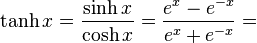 tanh x = sinh x / cosh x = (e^x − e^{−x}) / (e^x + e^{−x}) =